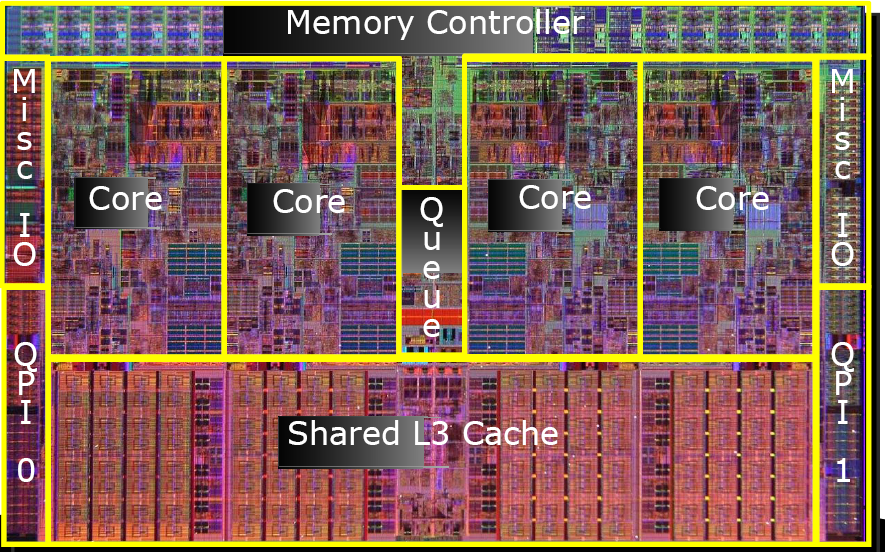 Memory Controller
Misc IO
Core
Core
Queue
Core
Core
Misc IO
QPI 0
Shared L3 Cache
QPI 1